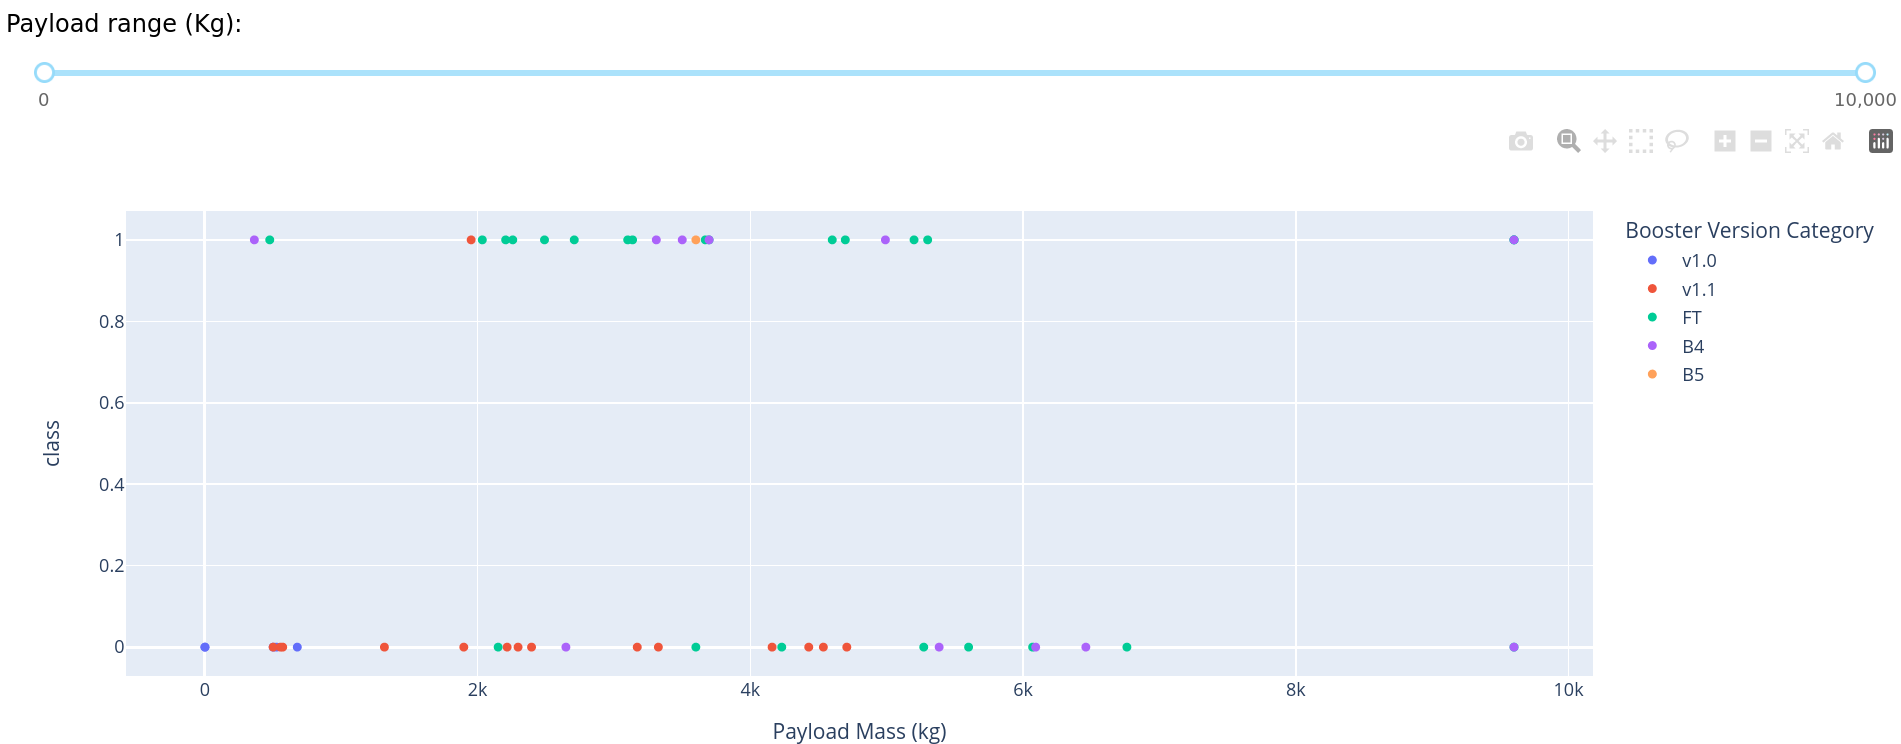 Payload range (Kg):
0
10,000
Booster Version Category
v1.0
v1.1
FT
B4
B5
1
0.8
0.6
0.4
0.2
0
class
0
2k
4k
6k
8k
10k
Payload Mass (kg)